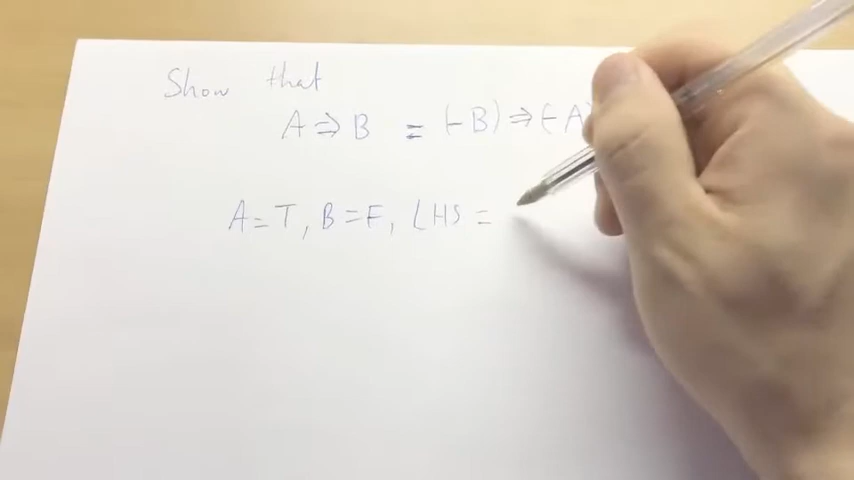 Show that
A ⇒ B = (-B) ⇒ (-A)
A = T, B = F, LHS =